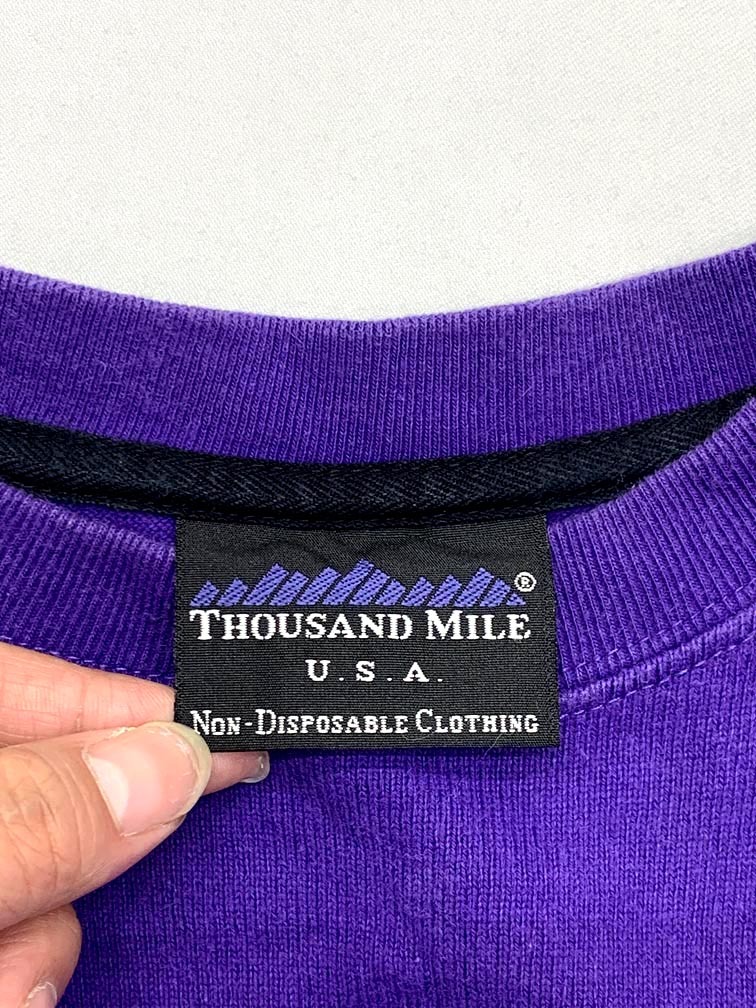 ®
THOUSAND MILE
U.S.A.
NON-DISPOSABLE CLOTHING